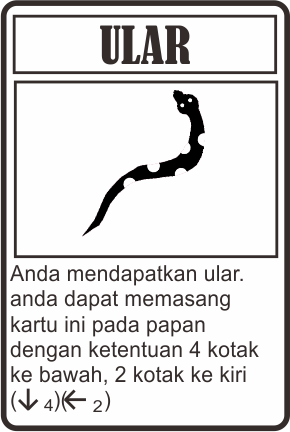 ULAR
Anda mendapatkan ular.
anda dapat memasang
kartu ini pada papan
dengan ketentuan 4 kotak
ke bawah, 2 kotak ke kiri
(↓ 4)(← 2)